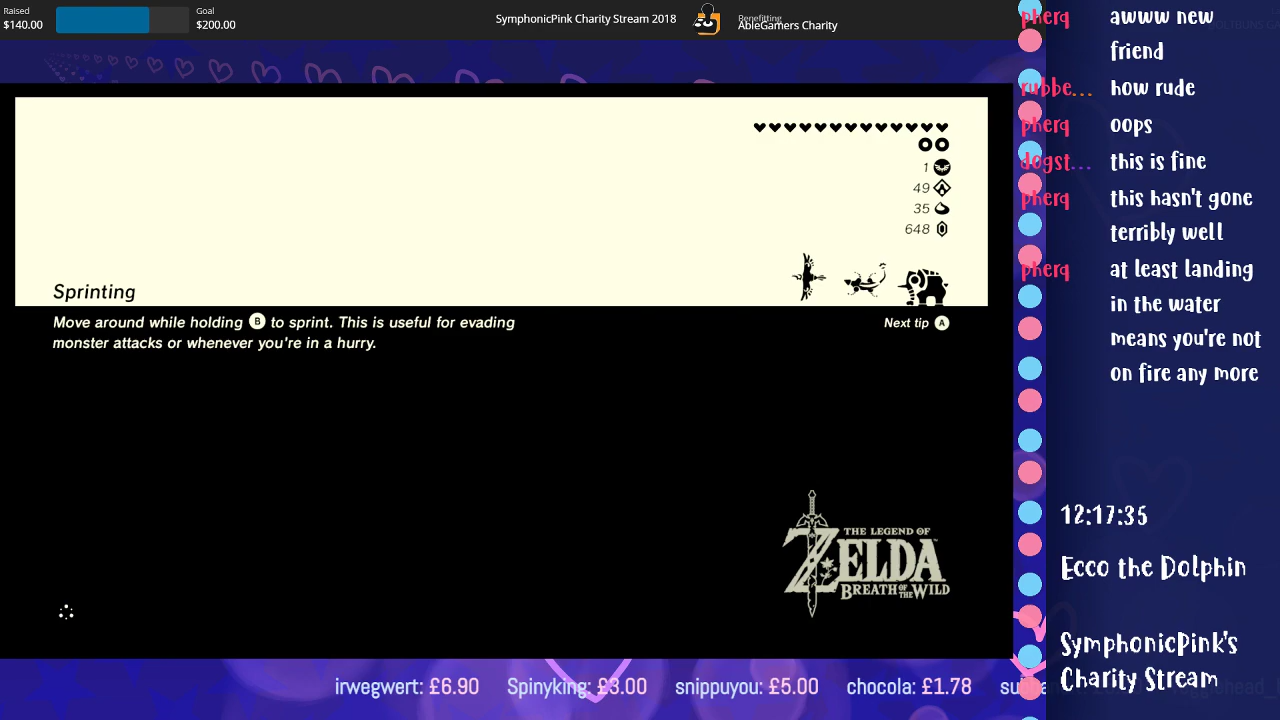 Raised
$140.00
Goal
$200.00
SymphonicPink Charity Stream 2018
Benefitting
AbleGamers Charity
1
49
35
648
Sprinting
Move around while holding B to sprint. This is useful for evading
monster attacks or whenever you're in a hurry.
Next tip A
THE LEGEND OF
ZELDA
BREATH OF THE WILD
pherq awww new
friend
rubbe... how rude
pherq oops
dogst... this is fine
pherq this hasn't gone
terribly well
pherq at least landing
in the water
means you're not
on fire any more
12:17:35
Ecco the Dolphin
SymphonicPink's
Charity Stream
irwegwert: £6.90 Spinyking: £3.00 snippuyou: £5.00 chocola: £1.78